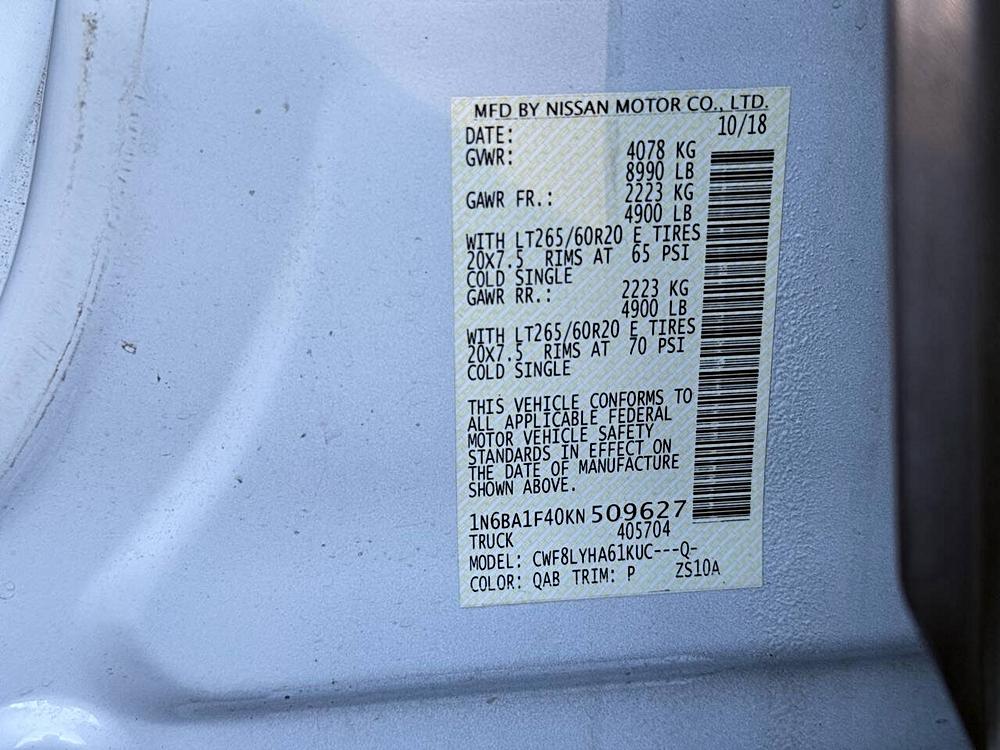 MFD BY NISSAN MOTOR CO., LTD.
DATE: 10/18
GVWR: 4078 KG
8990 LB
GAWR FR.: 2223 KG
4900 LB
WITH LT265/60R20 E TIRES
20x7.5 RIMS AT 65 PSI
COLD SINGLE
GAWR RR.: 2223 KG
4900 LB
WITH LT265/60R20 E TIRES
20x7.5 RIMS AT 70 PSI
COLD SINGLE
THIS VEHICLE CONFORMS TO
ALL APPLICABLE FEDERAL
MOTOR VEHICLE SAFETY
STANDARDS IN EFFECT ON
THE DATE OF MANUFACTURE
SHOWN ABOVE.
1N6BA1F40KN509627
TRUCK 405704
MODEL: CWF8LYHA61KUC---Q-
COLOR: QAB TRIM: P ZS10A